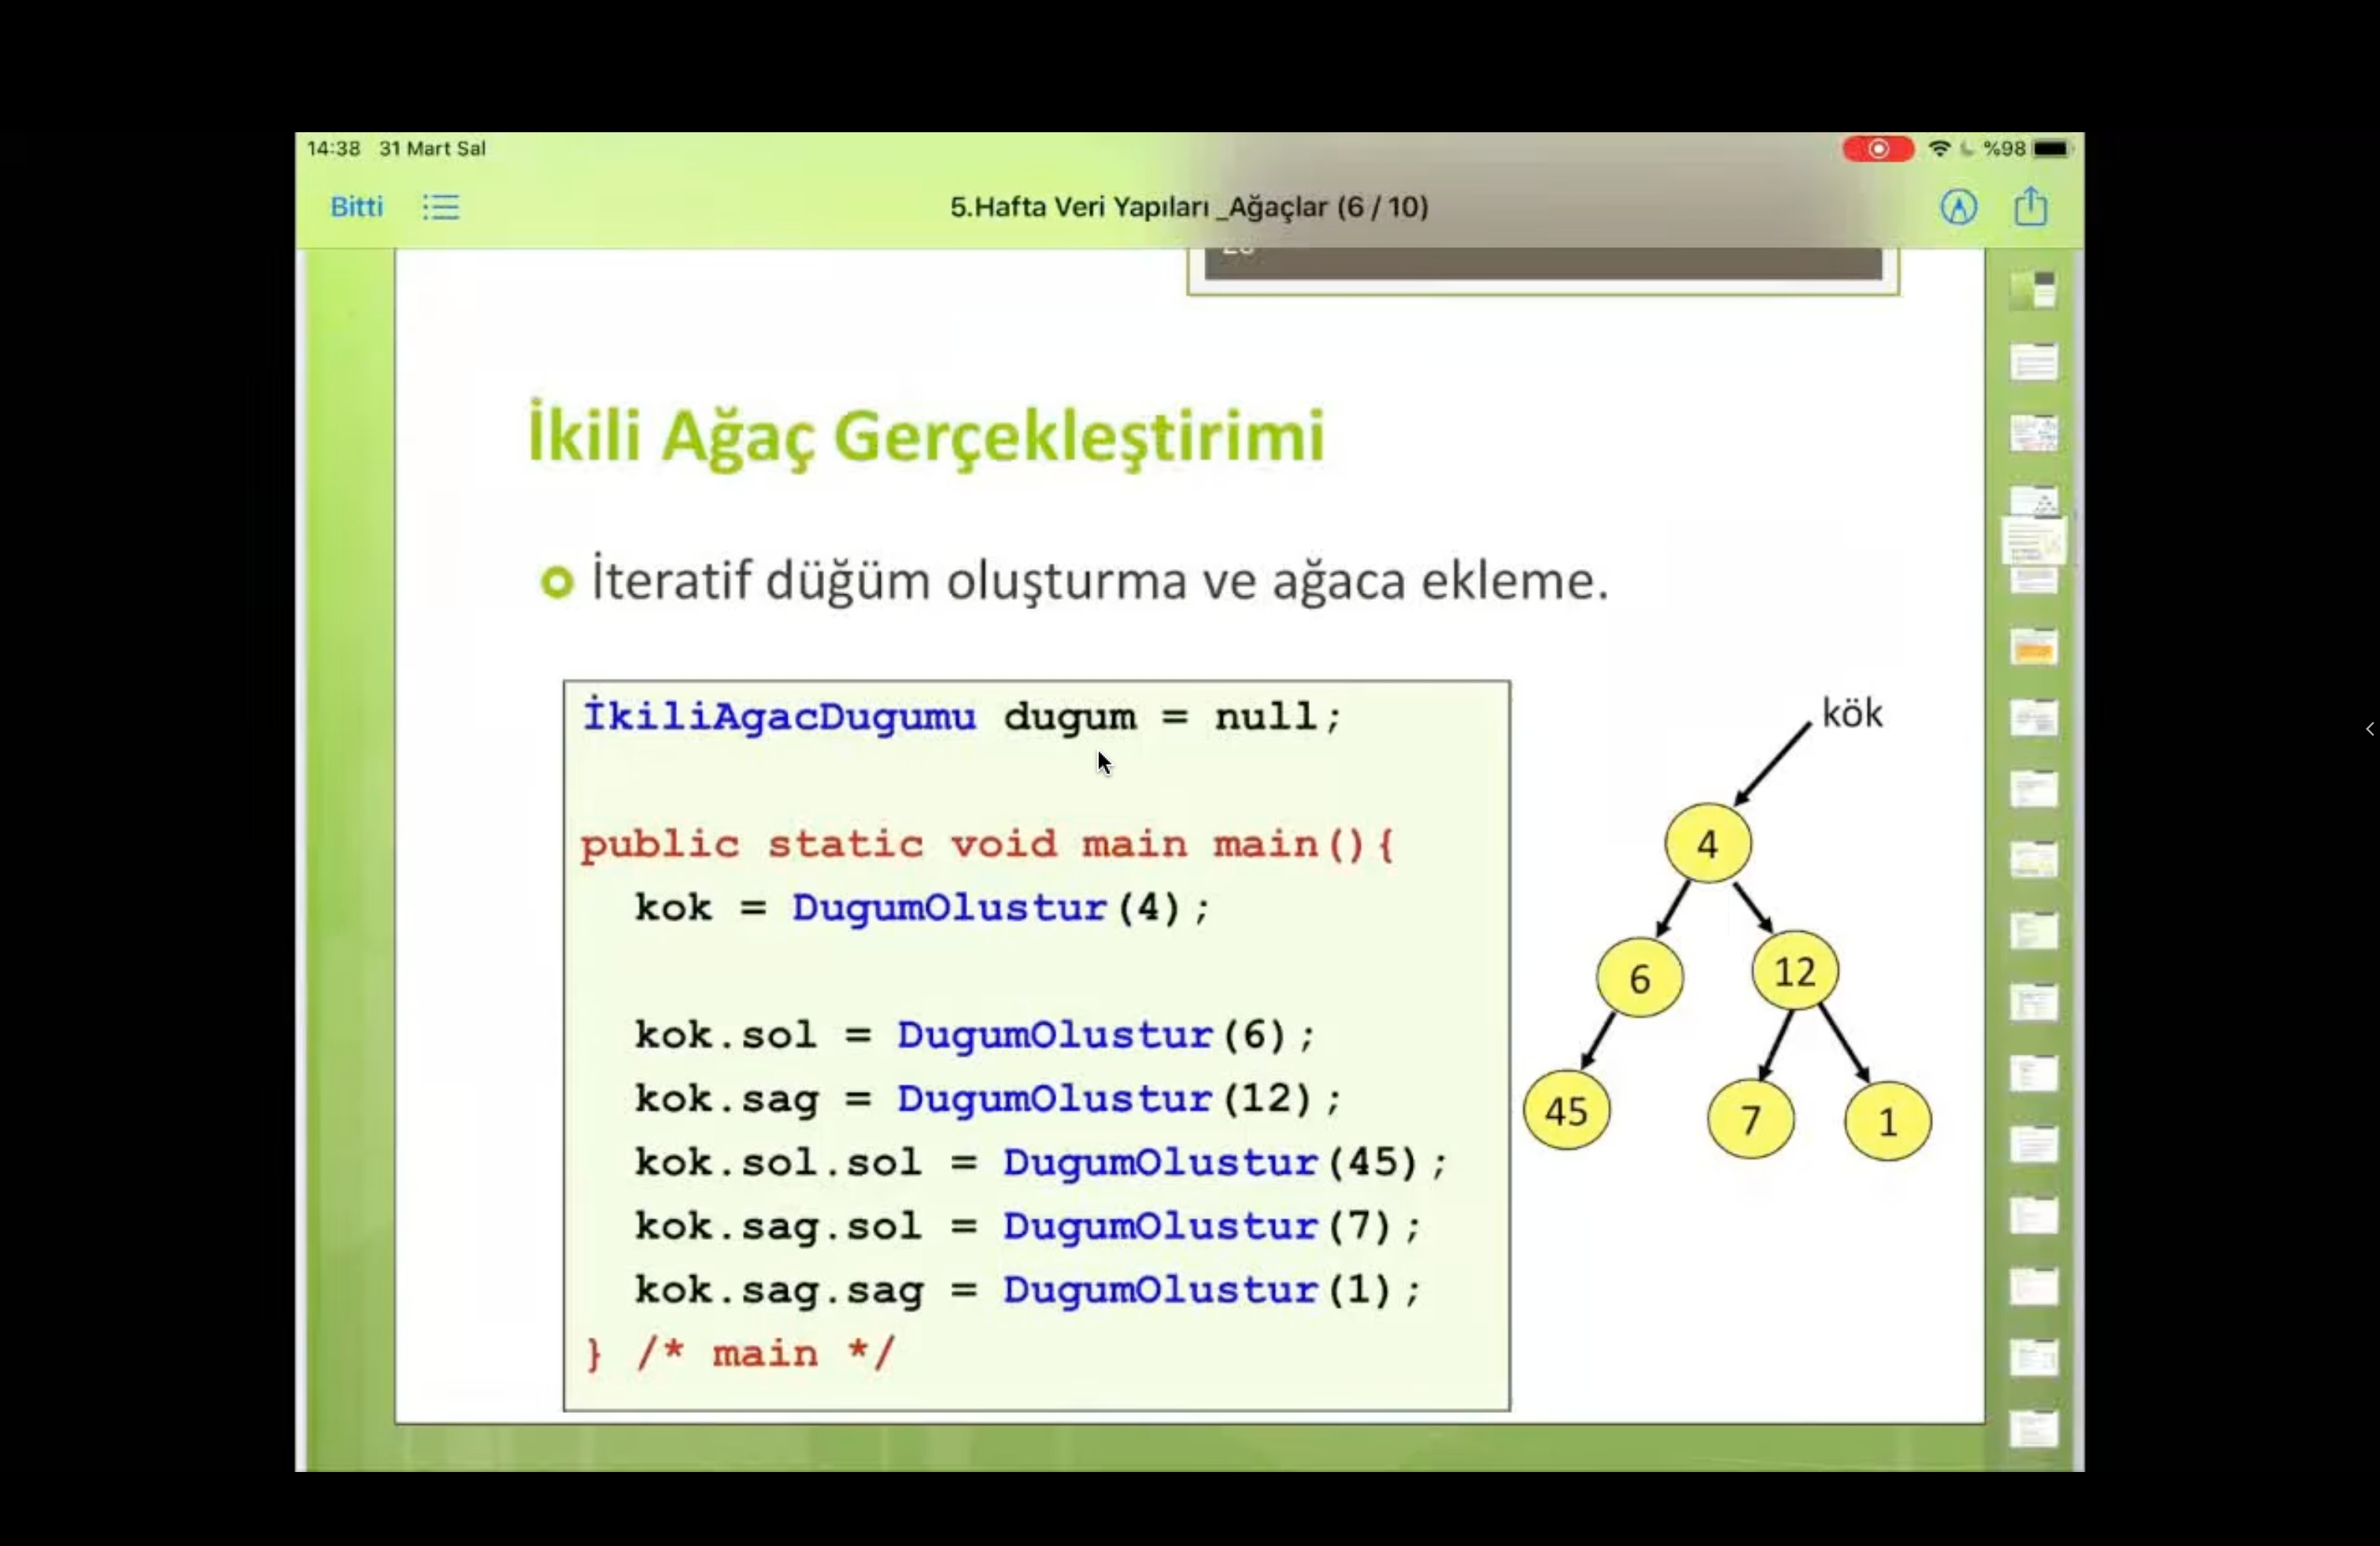 14:38 31 Mart Sal
%98
Bitti
5.Hafta Veri Yapıları _Ağaçlar (6 / 10)
İkili Ağaç Gerçekleştirimi
İteratif düğüm oluşturma ve ağaca ekleme.
İkiliAgacDugumu dugum = null;
public static void main main(){
kok = DugumOlustur(4);
kok.sol = DugumOlustur(6);
kok.sag = DugumOlustur(12);
kok.sol.sol = DugumOlustur(45);
kok.sag.sol = DugumOlustur(7);
kok.sag.sag = DugumOlustur(1);
} /* main */
kök
4
6
12
45
7
1